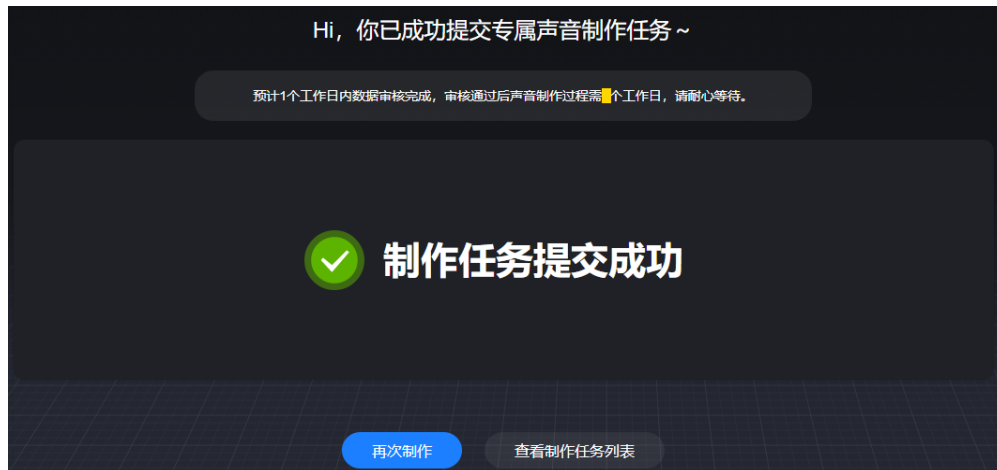 Hi，你已成功提交专属声音制作任务～
预计1个工作日内数据审核完成，审核通过后声音制作过程需个工作日，请耐心等待。
制作任务提交成功
再次制作
查看制作任务列表